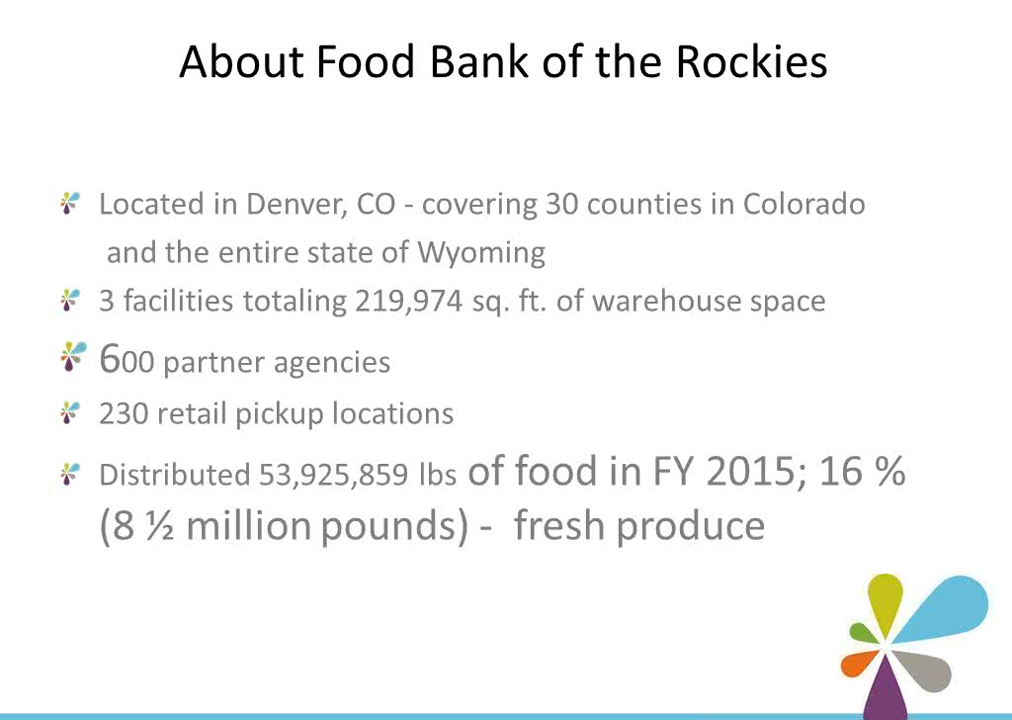 About Food Bank of the Rockies
Located in Denver, CO - covering 30 counties in Colorado
and the entire state of Wyoming
3 facilities totaling 219,974 sq. ft. of warehouse space
600 partner agencies
230 retail pickup locations
Distributed 53,925,859 lbs of food in FY 2015; 16 %
(8 ½ million pounds) - fresh produce